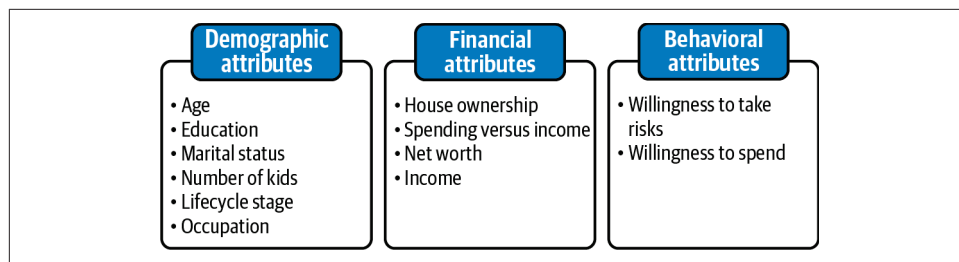 Demographic
attributes
• Age
• Education
• Marital status
• Number of kids
• Lifecycle stage
• Occupation
Financial
attributes
• House ownership
• Spending versus income
• Net worth
• Income
Behavioral
attributes
• Willingness to take
risks
• Willingness to spend